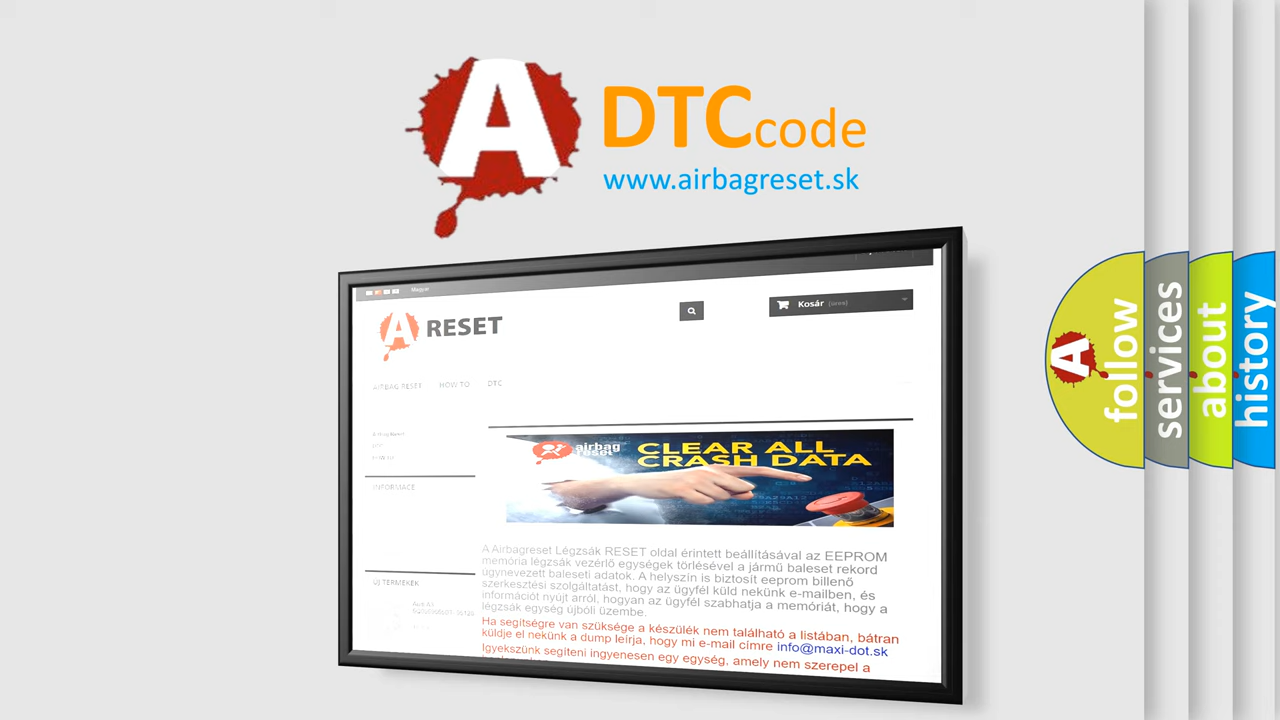 A
DTC code
www.airbagreset.sk
Magyar
A RESET
Kosár (üres)
AIRBAG RESET HOW TO DTC
INFORMACE
airbag
reset
CLEAR ALL
CRASH DATA
A Airbagreset Légzsák RESET oldal érintett beállításával az EEPROM
memória légzsák vezérlő egységek törlésével a jármű baleset rekord
úgynevezett baleseti adatok. A helyszín is biztosít eeprom billenő
szerkesztési szolgáltatást, hogy az ügyfél küld nekünk e-mailben, és
információt nyújt arról, hogyan az ügyfél szabhatja a memóriát, hogy a
légzsák egység újbóli üzembe.
Ha segítségre van szüksége a készülék nem található a listában, bátran
küldje el nekünk a dump leírja, hogy mi e-mail címre info@maxi-dot.sk
Igyekszünk segíteni ingyenesen egy egység, amely nem szerepel a
ÚJ TERMÉKEK
A
follow
services
about
history